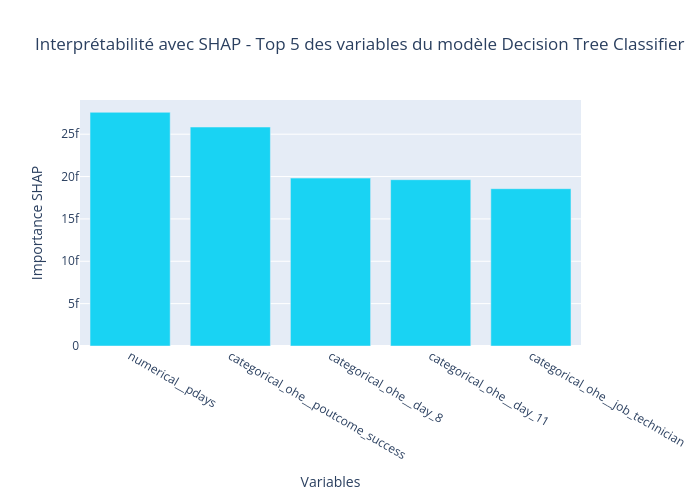 Interprétabilité avec SHAP - Top 5 des variables du modèle Decision Tree Classifier
Importance SHAP
25f
20f
15f
10f
5f
0
numerical__pdays
categorical_ohe__poutcome_success
categorical_ohe__day_8
categorical_ohe__day_11
categorical_ohe__job_technician
Variables